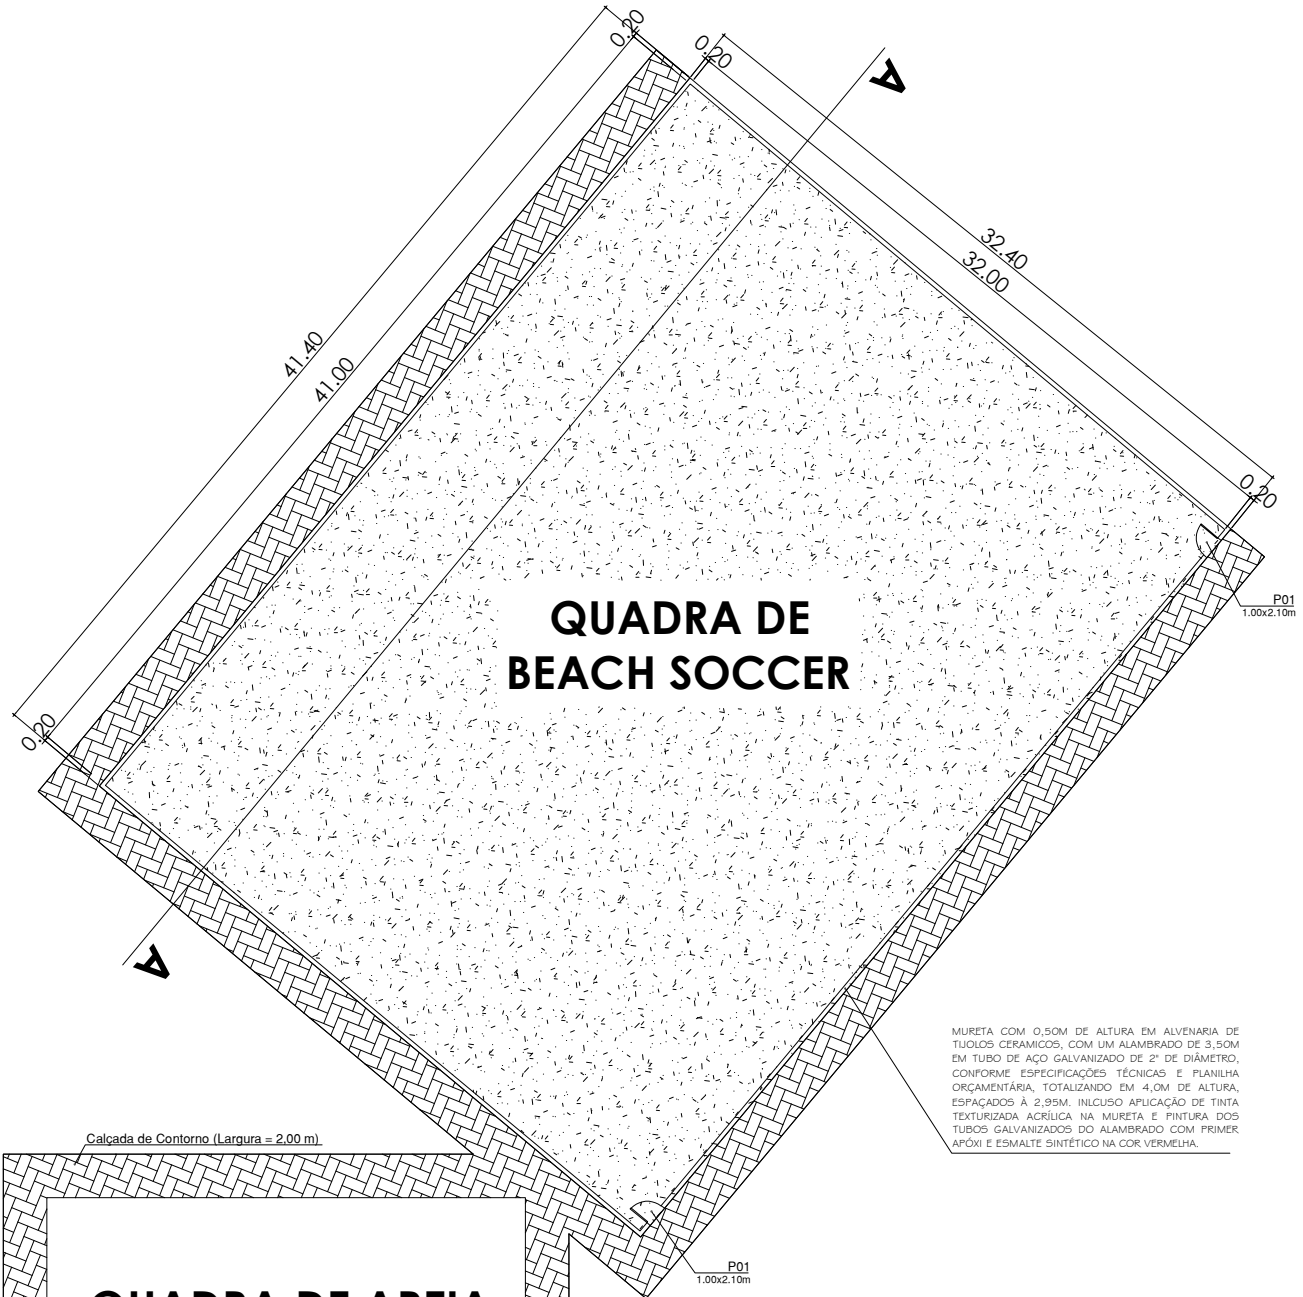 0.20
0.20
A
32.40
32.00
41.40
41.00
0.20
P01
1.00x2.10m
QUADRA DE
BEACH SOCCER
0.20
A
MURETA COM 0,50M DE ALTURA EM ALVENARIA DE
TIJOLOS CERAMICOS, COM UM ALAMBRADO DE 3,50M
EM TUBO DE AÇO GALVANIZADO DE 2" DE DIÂMETRO,
CONFORME ESPECIFICAÇÕES TÉCNICAS E PLANILHA
ORÇAMENTÁRIA, TOTALIZANDO EM 4,0M DE ALTURA,
ESPAÇADOS À 2,95M. INLCUSO APLICAÇÃO DE TINTA
TEXTURIZADA ACRÍLICA NA MURETA E PINTURA DOS
TUBOS GALVANIZADOS DO ALAMBRADO COM PRIMER
APÓXI E ESMALTE SINTÉTICO NA COR VERMELHA.
Calçada de Contorno (Largura = 2,00 m)
P01
1.00x2.10m
QUADRA DE AREIA